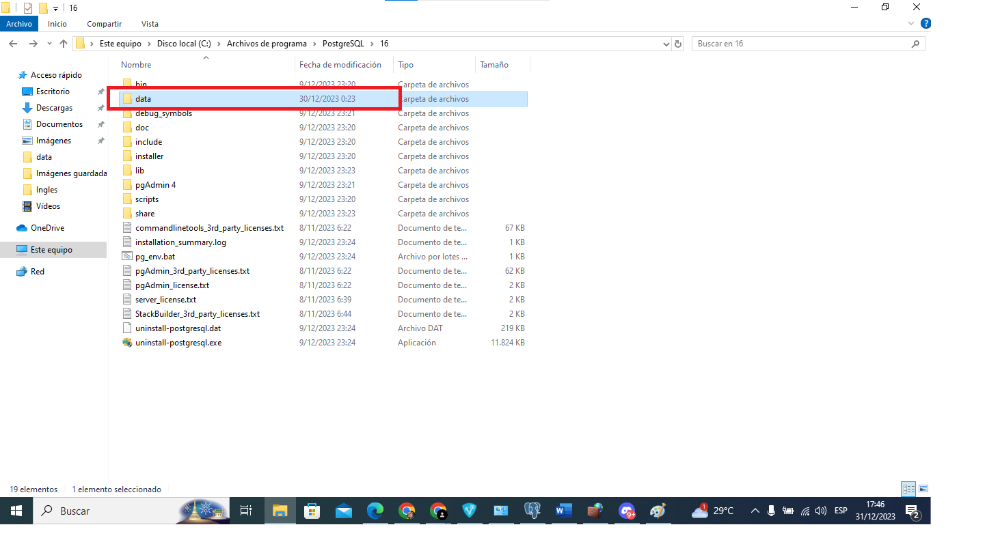 16
Archivo Inicio Compartir Vista
Este equipo > Disco local (C:) > Archivos de programa > PostgreSQL > 16
Buscar en 16
Nombre Fecha de modificación Tipo Tamaño
Acceso rápido
Escritorio
Descargas
Documentos
Imágenes
data
Imágenes guardada
Ingles
Vídeos
OneDrive
Este equipo
Red
bin 9/12/2023 23:20 Carpeta de archivos
data 30/12/2023 0:23 Carpeta de archivos
debug_symbols 9/12/2023 23:21 Carpeta de archivos
doc 9/12/2023 23:20 Carpeta de archivos
include 9/12/2023 23:20 Carpeta de archivos
installer 9/12/2023 23:20 Carpeta de archivos
lib 9/12/2023 23:23 Carpeta de archivos
pgAdmin 4 9/12/2023 23:21 Carpeta de archivos
scripts 9/12/2023 23:20 Carpeta de archivos
share 9/12/2023 23:23 Carpeta de archivos
commandlinetools_3rd_party_licenses.txt 8/11/2023 6:22 Documento de te... 67 KB
installation_summary.log 9/12/2023 23:24 Documento de te... 1 KB
pg_env.bat 9/12/2023 23:24 Archivo por lotes ... 1 KB
pgAdmin_3rd_party_licenses.txt 8/11/2023 6:22 Documento de te... 62 KB
pgAdmin_license.txt 8/11/2023 6:22 Documento de te... 2 KB
server_license.txt 8/11/2023 6:39 Documento de te... 2 KB
StackBuilder_3rd_party_licenses.txt 8/11/2023 6:44 Documento de te... 2 KB
uninstall-postgresql.dat 9/12/2023 23:24 Archivo DAT 219 KB
uninstall-postgresql.exe 9/12/2023 23:24 Aplicación 11.824 KB
19 elementos 1 elemento seleccionado
Buscar
9+
1
29°C
ESP
17:46
31/12/2023
2